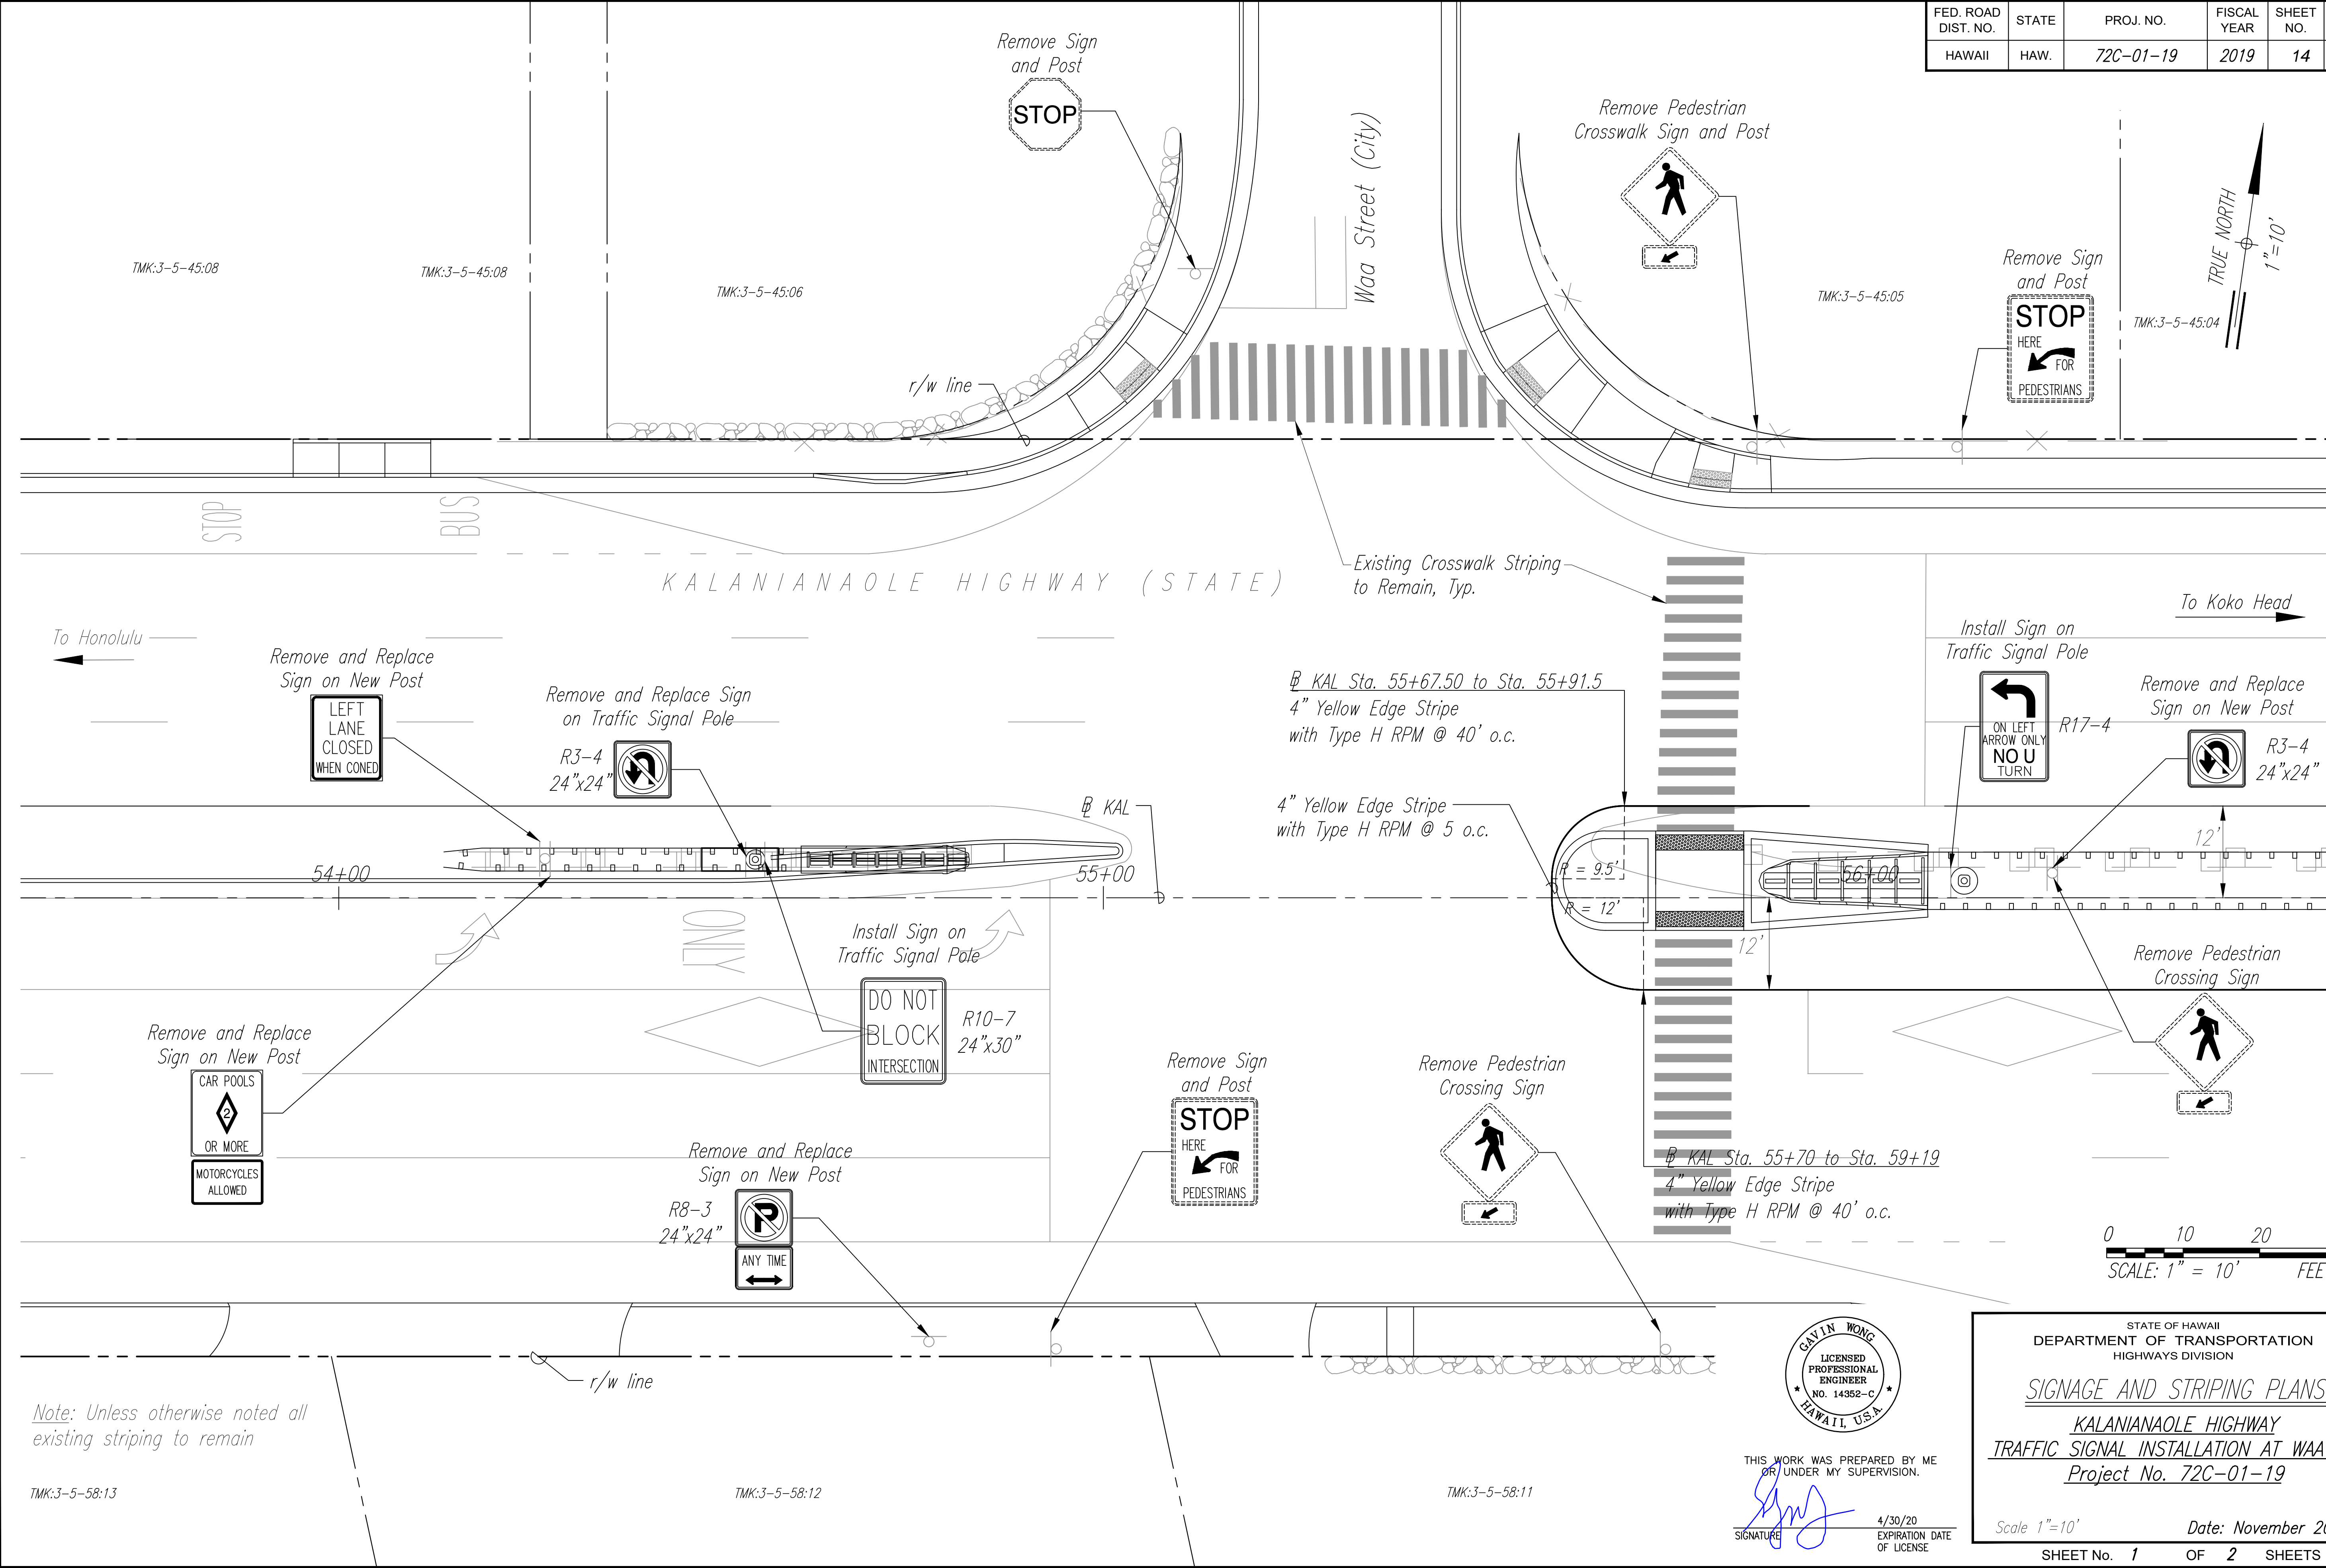 FED. ROAD DIST. NO. STATE PROJ. NO. FISCAL YEAR SHEET NO.
HAWAII HAW. 72C-01-19 2019 14
Remove Sign
and Post
STOP
Waa Street (City)
Remove Pedestrian
Crosswalk Sign and Post
TRUE NORTH
1"=10'
Remove Sign
and Post
STOP
HERE
FOR
PEDESTRIANS
TMK:3-5-45:08
TMK:3-5-45:08
TMK:3-5-45:06
TMK:3-5-45:05
TMK:3-5-45:04
r/w line
STOP
BUS
KALANIANAOLE HIGHWAY (STATE)
Existing Crosswalk Striping
to Remain, Typ.
To Honolulu
To Koko Head
Remove and Replace
Sign on New Post
LEFT
LANE
CLOSED
WHEN CONED
Remove and Replace Sign
on Traffic Signal Pole
R3-4
24"x24"
KAL Sta. 55+67.50 to Sta. 55+91.5
4" Yellow Edge Stripe
with Type H RPM @ 40' o.c.
4" Yellow Edge Stripe
with Type H RPM @ 5 o.c.
Install Sign on
Traffic Signal Pole
ON LEFT
ARROW ONLY
NO U
TURN
R17-4
Remove and Replace
Sign on New Post
R3-4
24"x24"
KAL
54+00
55+00
56+00
R = 9.5'
R = 12'
12'
12'
ONLY
Install Sign on
Traffic Signal Pole
DO NOT
BLOCK
INTERSECTION
R10-7
24"x30"
Remove Pedestrian
Crossing Sign
Remove and Replace
Sign on New Post
CAR POOLS
2
OR MORE
MOTORCYCLES
ALLOWED
Remove and Replace
Sign on New Post
R8-3
24"x24"
P
ANY TIME
Remove Sign
and Post
STOP
HERE
FOR
PEDESTRIANS
Remove Pedestrian
Crossing Sign
KAL Sta. 55+70 to Sta. 59+19
4" Yellow Edge Stripe
with Type H RPM @ 40' o.c.
0 10 20
SCALE: 1" = 10'
r/w line
Note: Unless otherwise noted all
existing striping to remain
TMK:3-5-58:13
TMK:3-5-58:12
TMK:3-5-58:11
GAVIN WONG
LICENSED
PROFESSIONAL
ENGINEER
NO. 14352-C
HAWAII, U.S.A.
THIS WORK WAS PREPARED BY ME
OR UNDER MY SUPERVISION.
4/30/20
SIGNATURE
EXPIRATION DATE
OF LICENSE
STATE OF HAWAII
DEPARTMENT OF TRANSPORTATION
HIGHWAYS DIVISION
SIGNAGE AND STRIPING PLANS
KALANIANAOLE HIGHWAY
TRAFFIC SIGNAL INSTALLATION AT WAA
Project No. 72C-01-19
Scale 1"=10'
Date: November
SHEET No. 1 OF 2 SHEETS